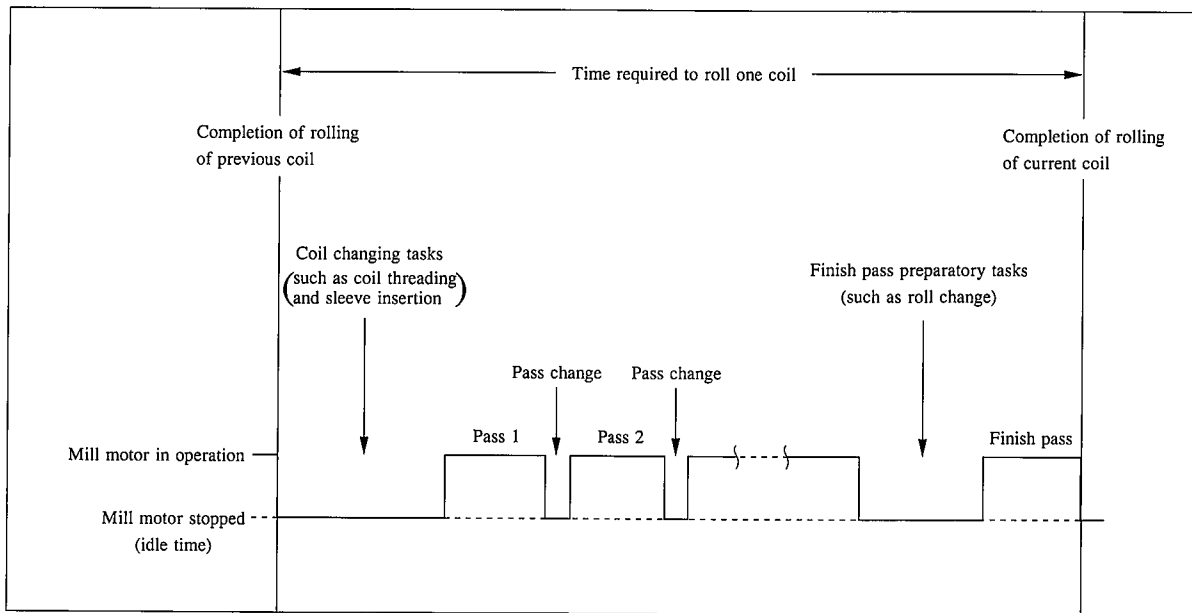 Time required to roll one coil
Completion of rolling
of previous coil
Completion of rolling
of current coil
Coil changing tasks
(such as coil threading
and sleeve insertion)
Finish pass preparatory tasks
(such as roll change)
Pass change
Pass change
Mill motor in operation
Pass 1
Pass 2
Finish pass
Mill motor stopped
(idle time)